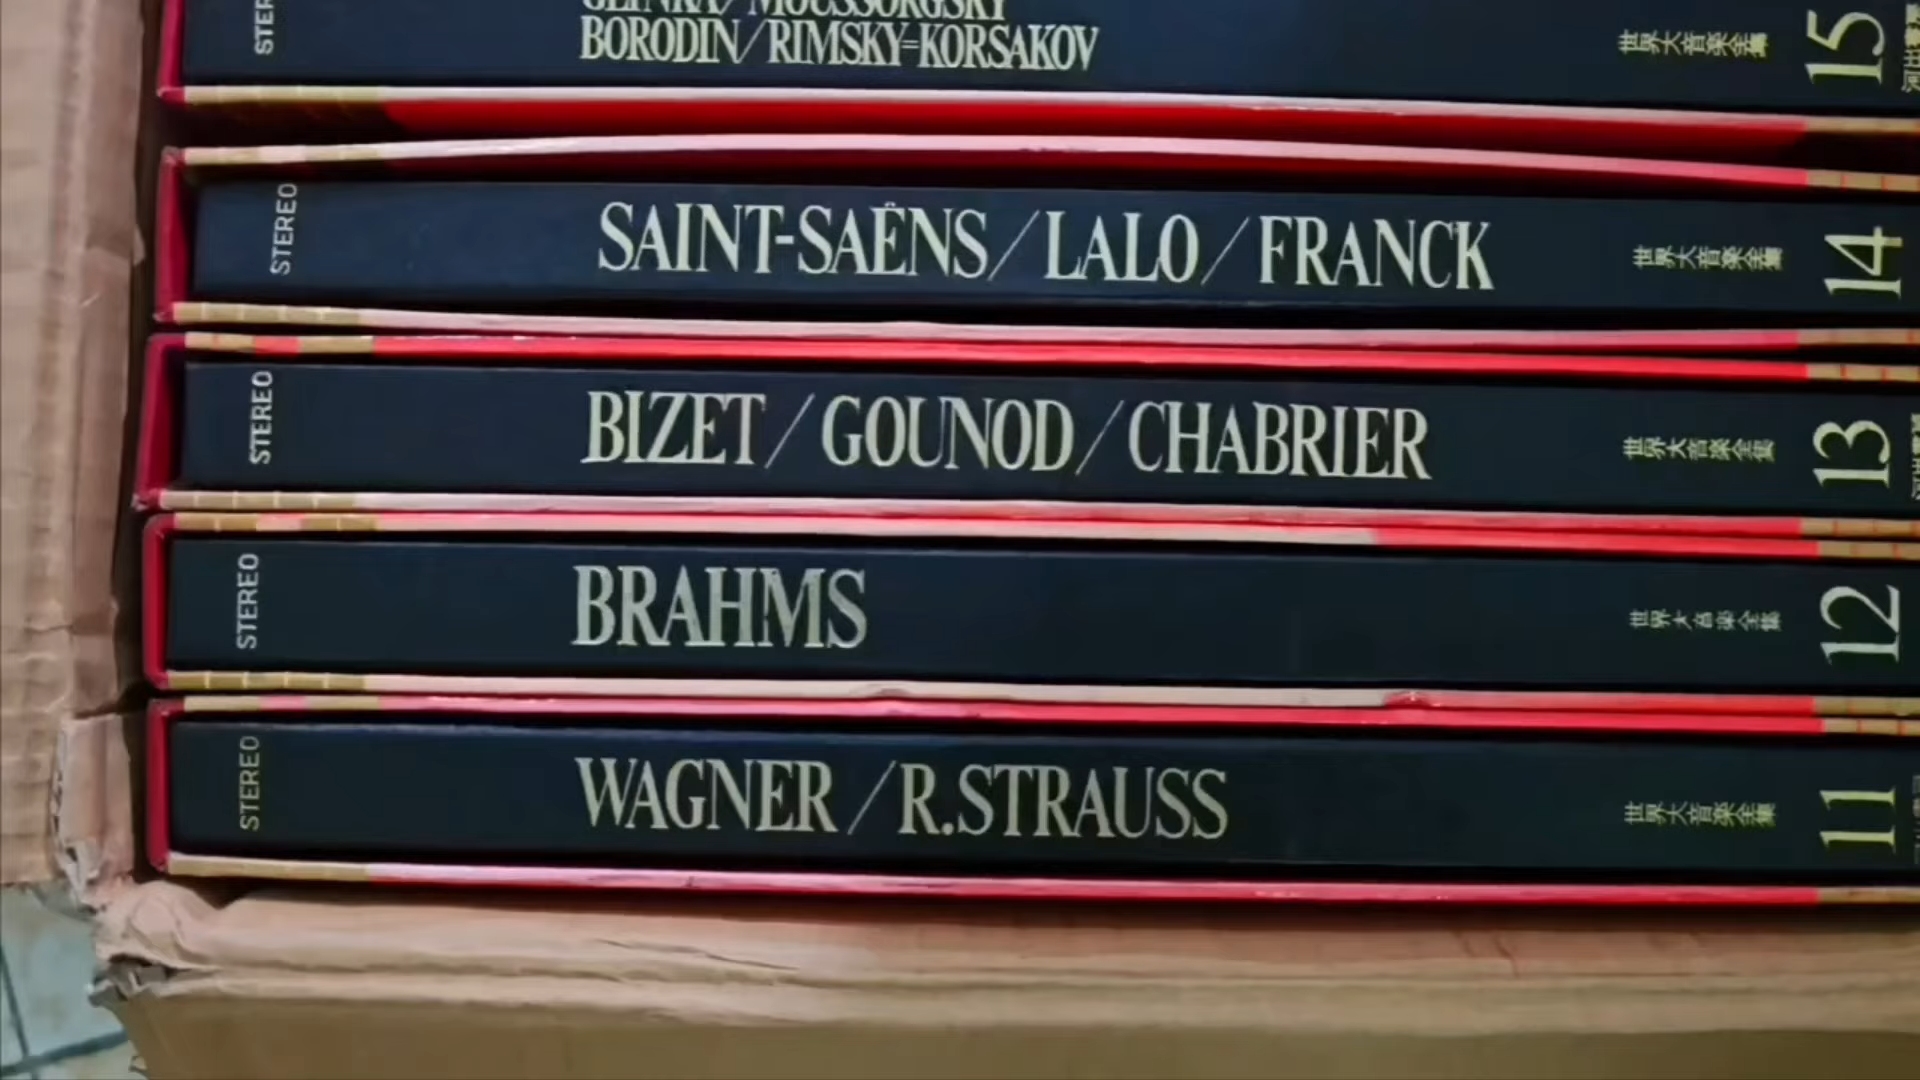 STEREO
GLINKA/MOUSSORGSKY
BORODIN/RIMSKY=KORSAKOV
世界大音楽全集
15
STEREO
SAINT-SAËNS/LALO/FRANCK
世界大音楽全集
14
STEREO
BIZET/GOUNOD/CHABRIER
世界大音楽全集
13
STEREO
BRAHMS
世界大音楽全集
12
STEREO
WAGNER/R.STRAUSS
世界大音楽全集
11